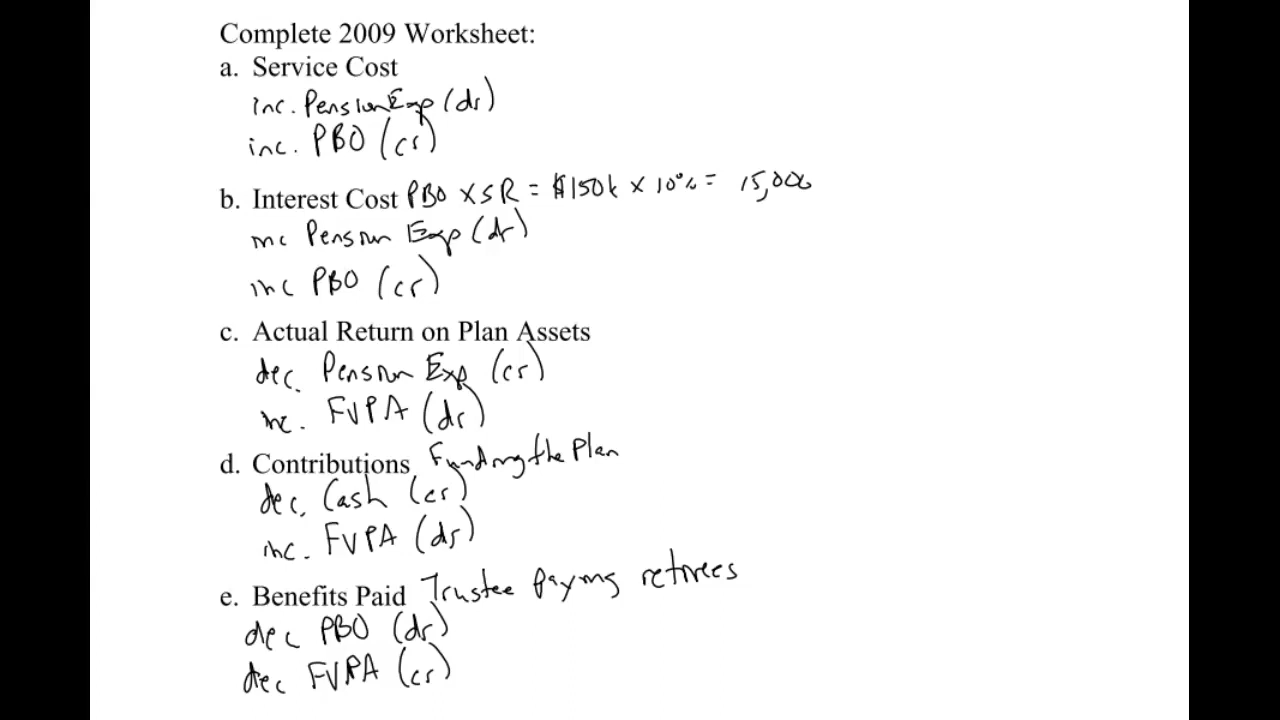 Complete 2009 Worksheet:
a. Service Cost
inc. Pension Exp (dr)
inc. PBO (cr)
b. Interest Cost PBO X SR = $150k x 10% = 15,000
inc Pension Exp (dr)
inc PBO (cr)
c. Actual Return on Plan Assets
dec. Pension Exp (cr)
inc. FVPA (dr)
d. Contributions Funding the Plan
dec. Cash (cr)
inc. FVPA (dr)
e. Benefits Paid Trustee paying retirees
dec PBO (dr)
dec FVPA (cr)